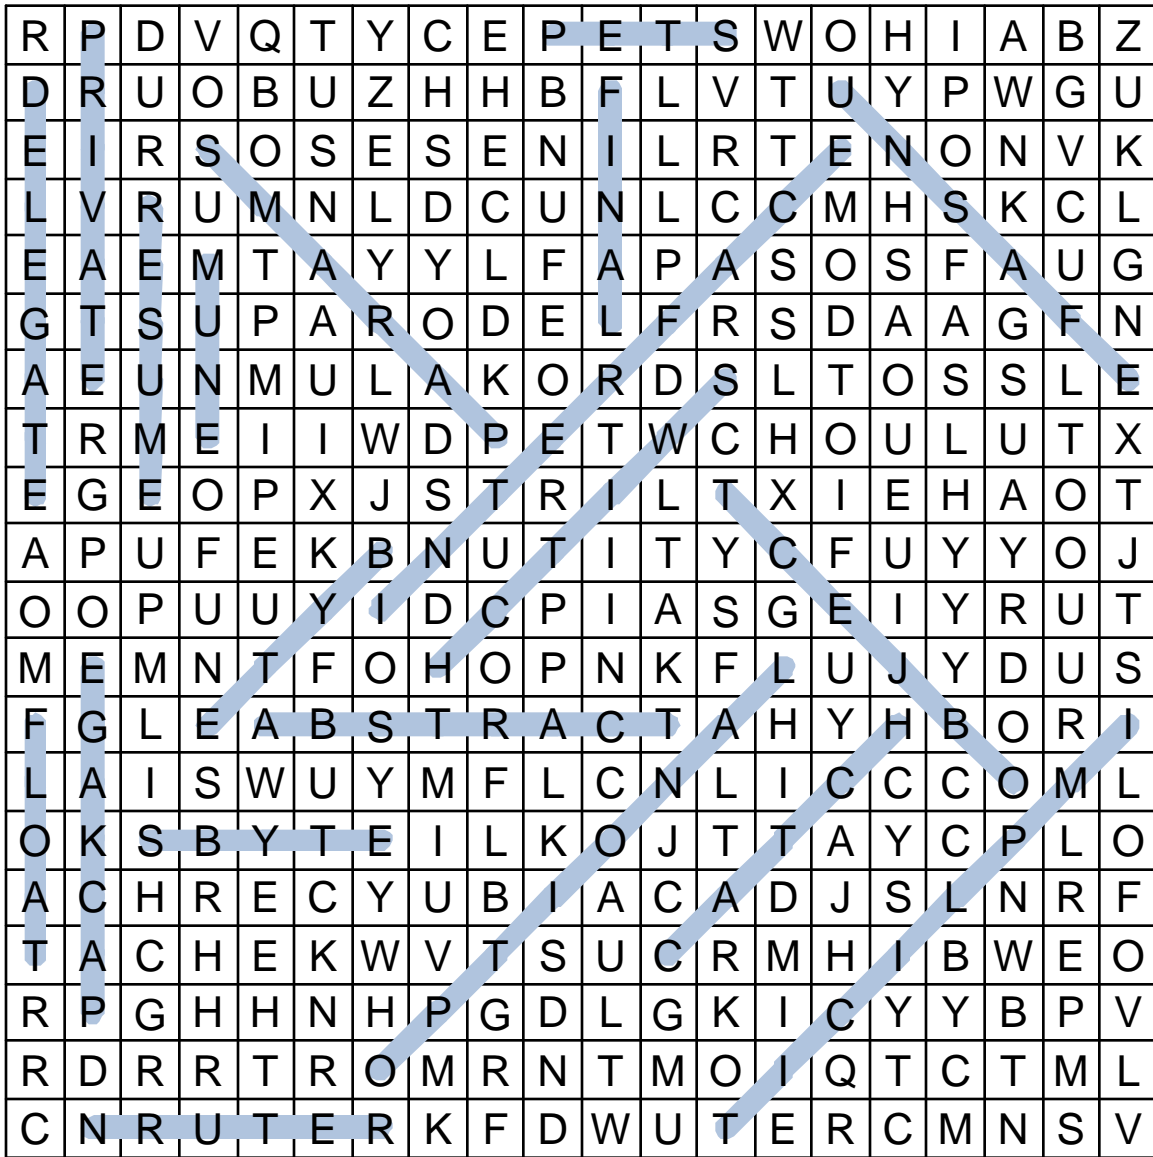 R P D V Q T Y C E P E T S W O H I A B Z
D R U O B U Z H H B F L V T U Y P W G U
E I R S O S E S E N I L R T E N O N V K
L V R U M N L D C U N L C C M H S K C L
E A E M T A Y Y L F A P A S O S F A U G
G T S U P A R O D E L F R S D A A G F N
A E U N M U L A K O R D S L T O S S L E
T R M E I I W D P E T W C H O U L U T X
E G E O P X J S T R I L T X I E H A O T
A P U F E K B N U T I T Y C F U Y Y O J
O O P U U Y I D C P I A S G E I Y R U T
M E M N T F O H O P N K F L U J Y D U S
F G L E A B S T R A C T A H Y H B O R I
L A I S W U Y M F L C N L I C C C O M L
O K S B Y T E I L K O J T T A Y C P L O
A C H R E C Y U B I A C A D J S L N R F
T A C H E K W V T S U C R M H I B W E O
R P G H H N H P G D L G K I C Y Y B P V
R D R R T R O M R N T M O I Q T C T M L
C N R U T E R K F D W U T E R C M N S V